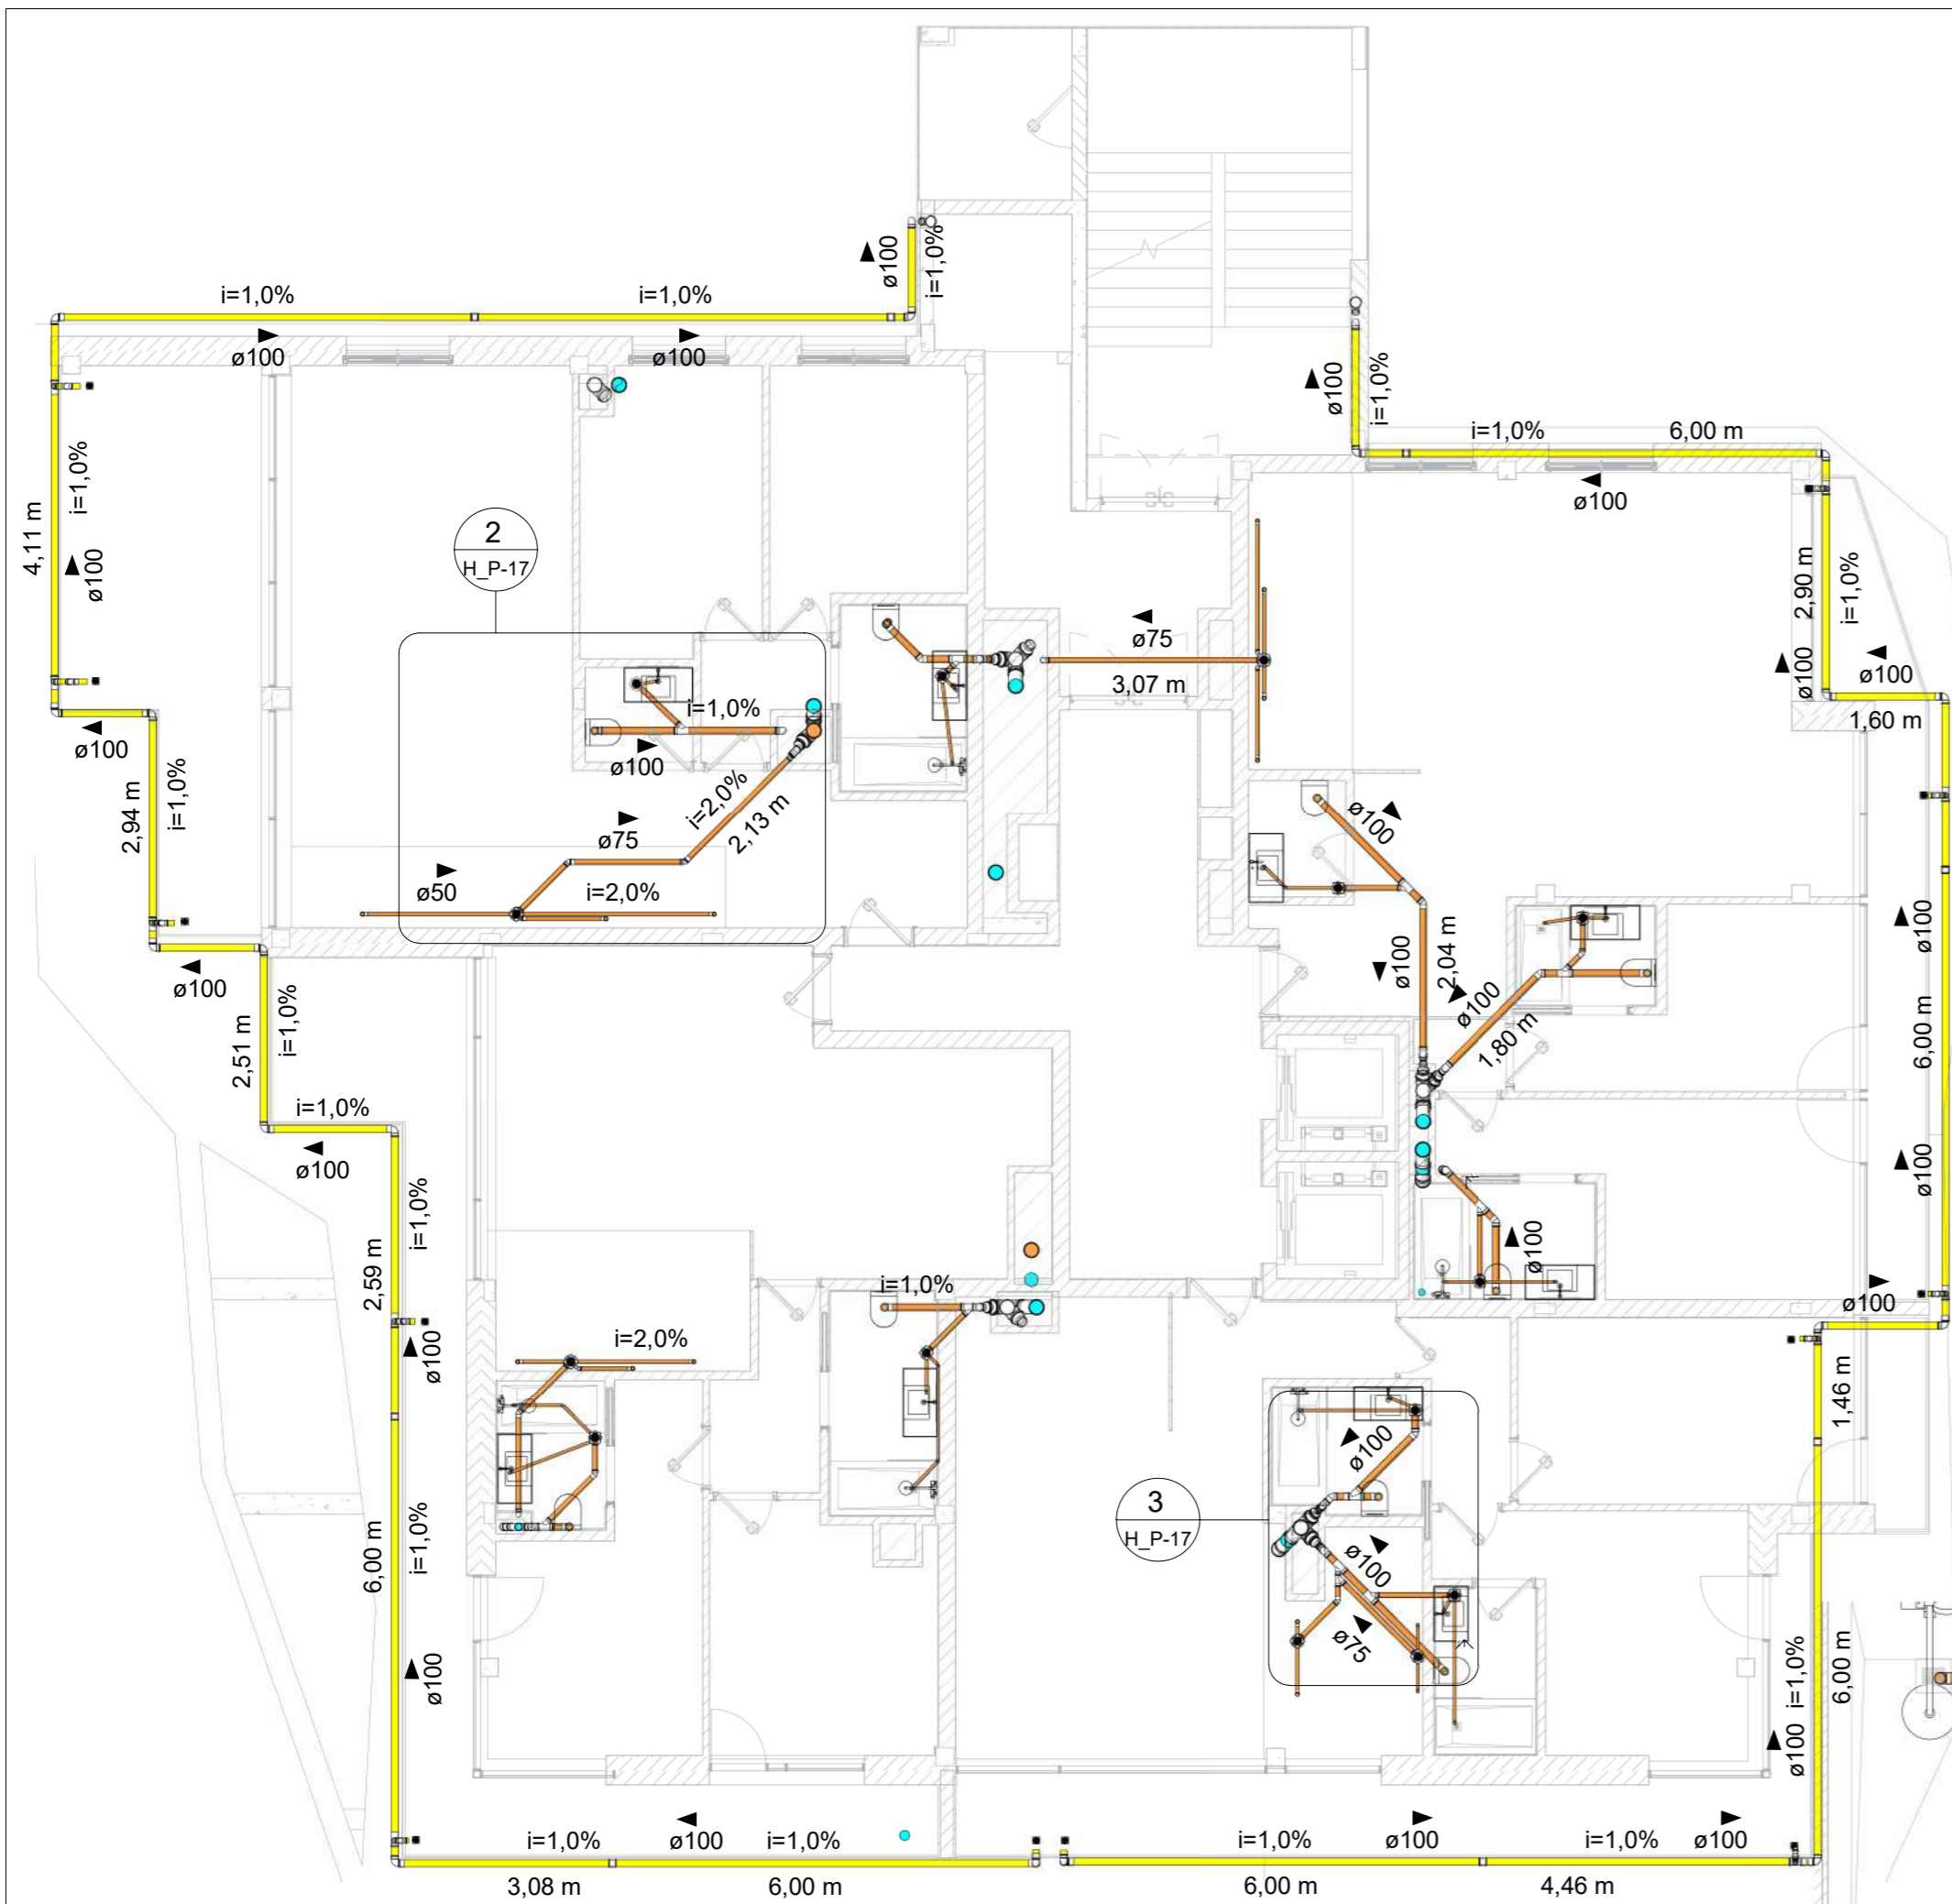 ø100
i=1,0%
i=1,0%
i=1,0%
ø100
ø100
ø100
i=1,0%
i=1,0%
6,00 m
ø100
4,11 m
i=1,0%
ø100
2
H_P-17
ø75
3,07 m
2,90 m
i=1,0%
ø100
ø100
1,60 m
i=1,0%
ø100
ø100
2,94 m
i=1,0%
i=2,0%
2,13 m
ø75
ø50
i=2,0%
ø100
ø100
2,04 m
ø100
1,80 m
ø100
6,00 m
ø100
2,51 m
i=1,0%
i=1,0%
ø100
ø100
ø100
ø100
i=1,0%
2,59 m
ø100
i=1,0%
i=2,0%
1,46 m
ø100
3
H_P-17
ø100
ø75
6,00 m
i=1,0%
ø100
i=1,0%
6,00 m
ø100
i=1,0%
ø100
i=1,0%
3,08 m
6,00 m
i=1,0%
ø100
i=1,0%
ø100
6,00 m
4,46 m